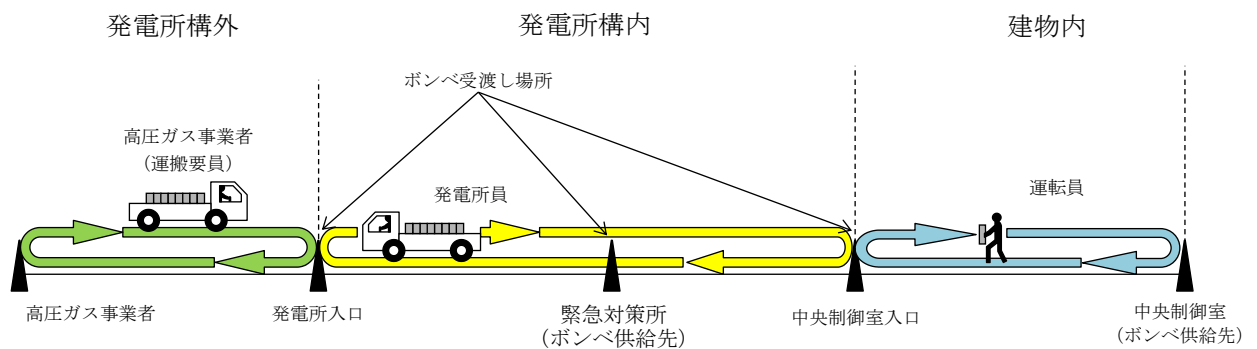 発電所構外
発電所構内
建物内
ボンベ受渡し場所
高圧ガス事業者
（運搬要員）
発電所員
運転員
高圧ガス事業者
発電所入口
緊急対策所
（ボンベ供給先）
中央制御室入口
中央制御室
（ボンベ供給先）